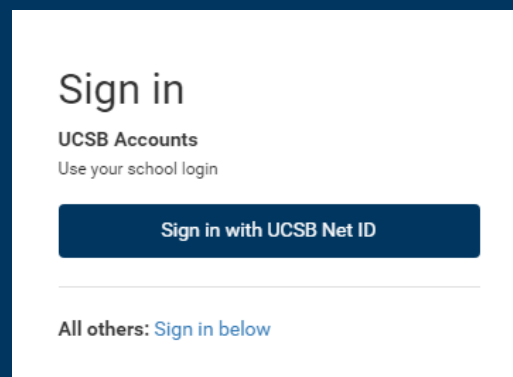 Sign in
UCSB Accounts
Use your school login
Sign in with UCSB Net ID
All others: Sign in below